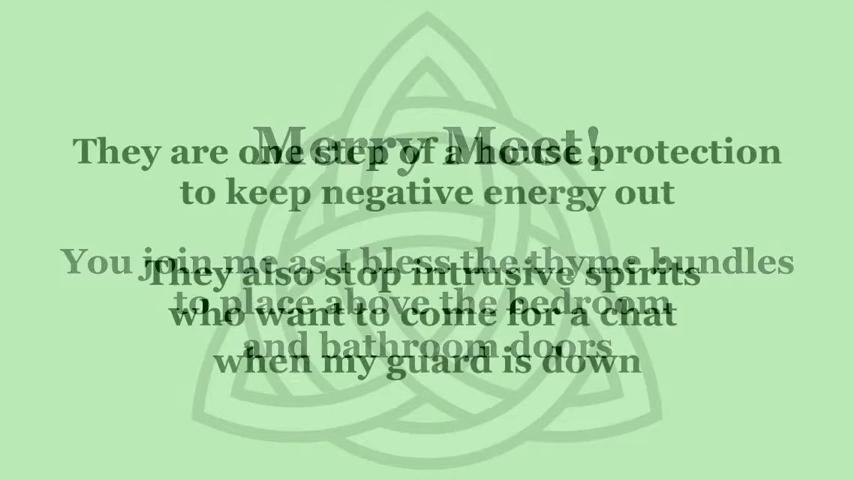 Merry Meet!
They are one step of a house protection
to keep negative energy out
You join me as I bless the thyme bundles
They also stop intrusive spirits
to place above the bedroom
who want to come for a chat
and bathroom doors
when my guard is down